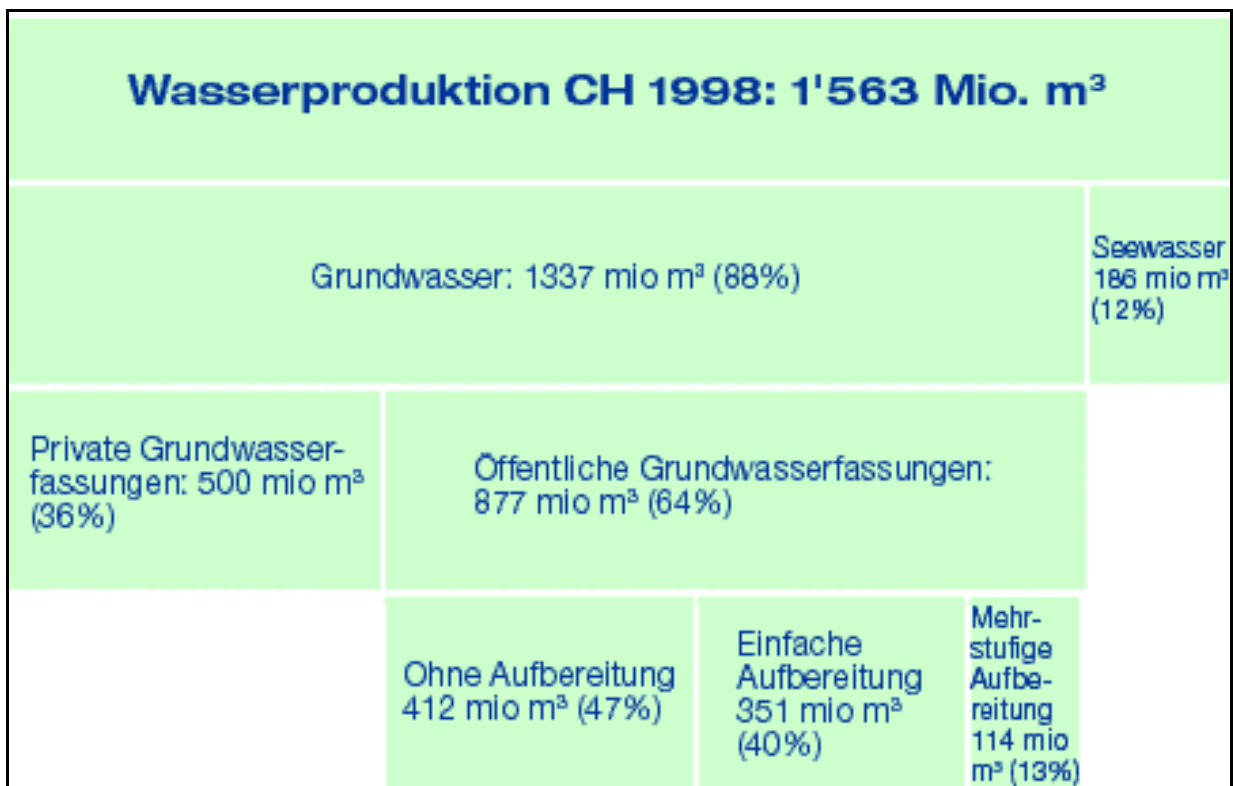 Wasserproduktion CH 1998: 1'563 Mio. m³
Grundwasser: 1337 mio m³ (88%)
Seewasser
186 mio m³
(12%)
Private Grundwasser-
fassungen: 500 mio m³
(36%)
Öffentliche Grundwasserfassungen:
877 mio m³ (64%)
Ohne Aufbereitung
412 mio m³ (47%)
Einfache
Aufbereitung
351 mio m³
(40%)
Mehr-
stufige
Aufbe-
reitung
114 mio
m³ (13%)